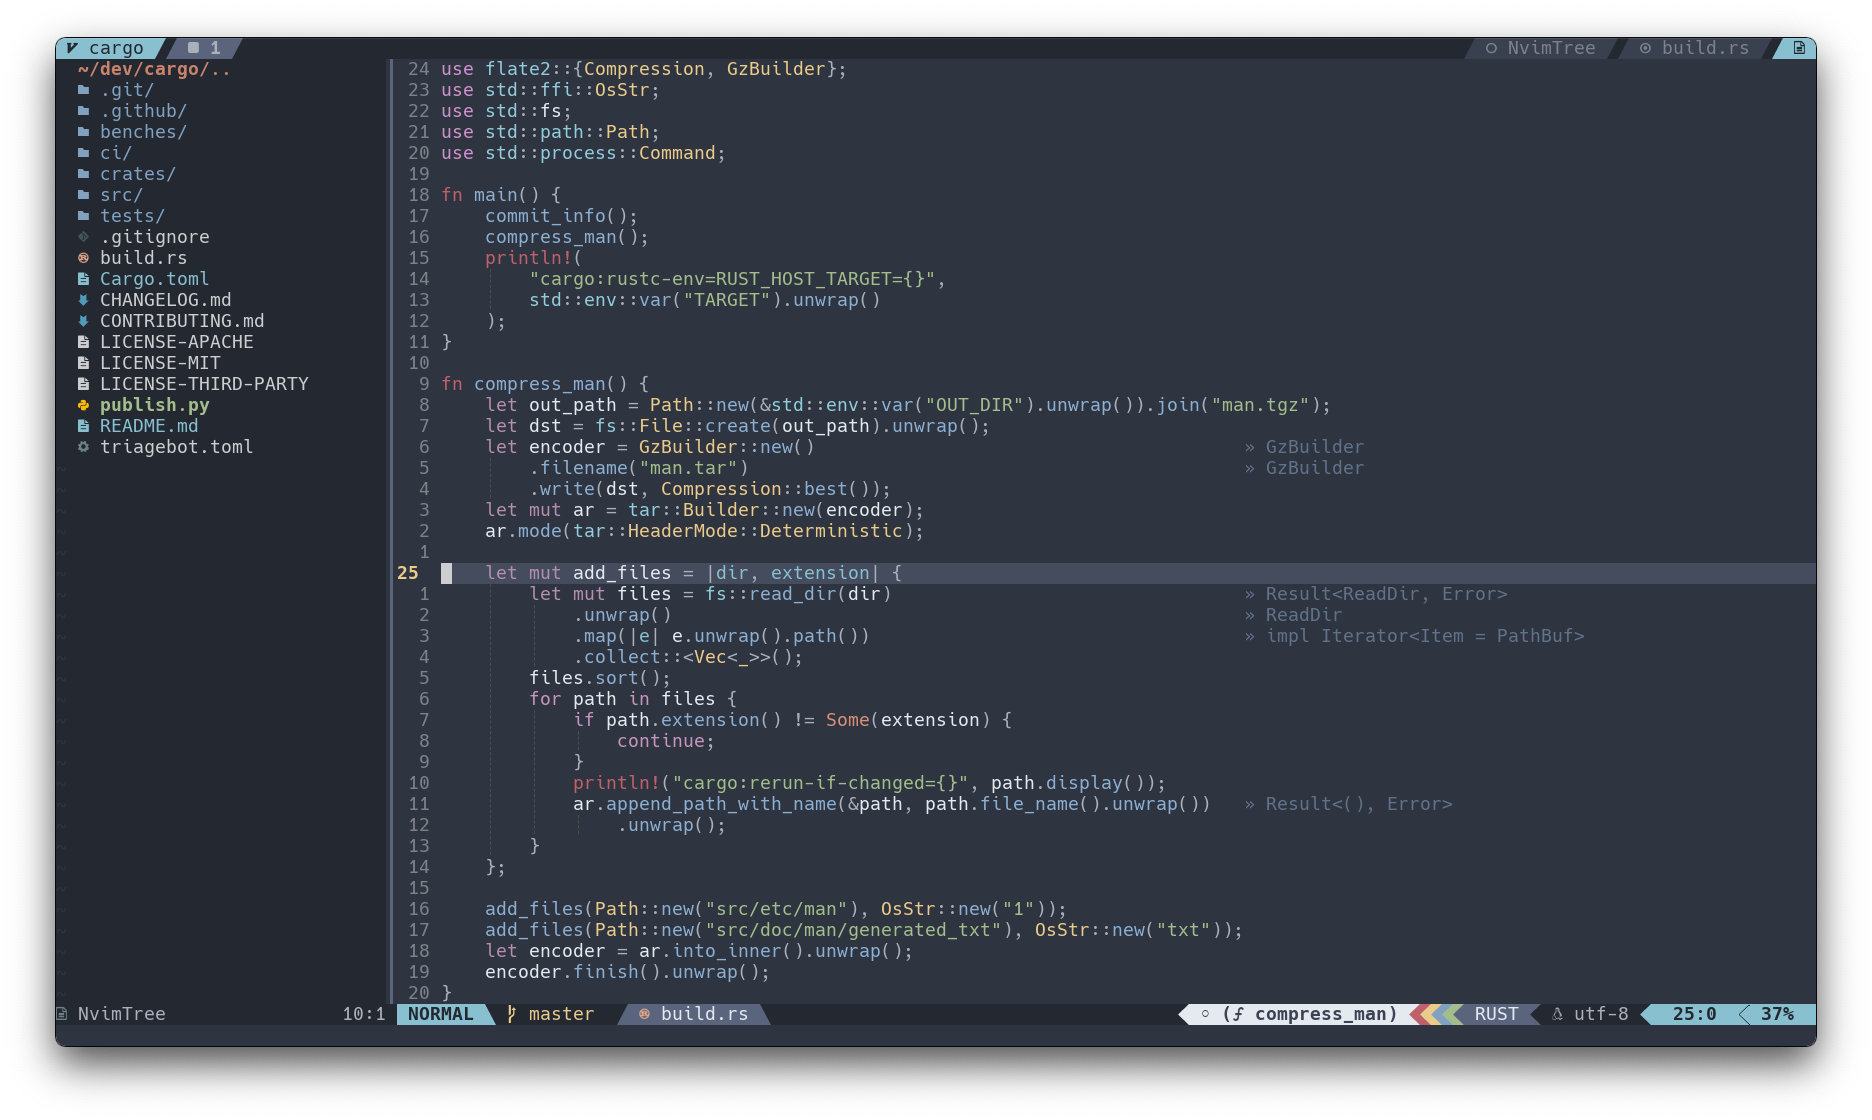 cargo 1 NvimTree build.rs
~/dev/cargo/..
.git/
.github/
benches/
ci/
crates/
src/
tests/
.gitignore
build.rs
Cargo.toml
CHANGELOG.md
CONTRIBUTING.md
LICENSE-APACHE
LICENSE-MIT
LICENSE-THIRD-PARTY
publish.py
README.md
triagebot.toml
24 use flate2::{Compression, GzBuilder};
23 use std::ffi::OsStr;
22 use std::fs;
21 use std::path::Path;
20 use std::process::Command;
19
18 fn main() {
17     commit_info();
16     compress_man();
15     println!(
14         "cargo:rustc-env=RUST_HOST_TARGET={}",
13         std::env::var("TARGET").unwrap()
12     );
11 }
10
9 fn compress_man() {
8     let out_path = Path::new(&std::env::var("OUT_DIR").unwrap()).join("man.tgz");
7     let dst = fs::File::create(out_path).unwrap();
6     let encoder = GzBuilder::new() » GzBuilder
5         .filename("man.tar") » GzBuilder
4         .write(dst, Compression::best());
3     let mut ar = tar::Builder::new(encoder);
2     ar.mode(tar::HeaderMode::Deterministic);
1
25     let mut add_files = |dir, extension| {
1         let mut files = fs::read_dir(dir) » Result<ReadDir, Error>
2             .unwrap() » ReadDir
3             .map(|e| e.unwrap().path()) » impl Iterator<Item = PathBuf>
4             .collect::<Vec<_>>();
5         files.sort();
6         for path in files {
7             if path.extension() != Some(extension) {
8                 continue;
9             }
10             println!("cargo:rerun-if-changed={}", path.display());
11             ar.append_path_with_name(&path, path.file_name().unwrap()) » Result<(), Error>
12                 .unwrap();
13         }
14     };
15
16     add_files(Path::new("src/etc/man"), OsStr::new("1"));
17     add_files(Path::new("src/doc/man/generated_txt"), OsStr::new("txt"));
18     let encoder = ar.into_inner().unwrap();
19     encoder.finish().unwrap();
20 }
NvimTree 10:1 NORMAL master build.rs (ƒ compress_man) RUST utf-8 25:0 37%